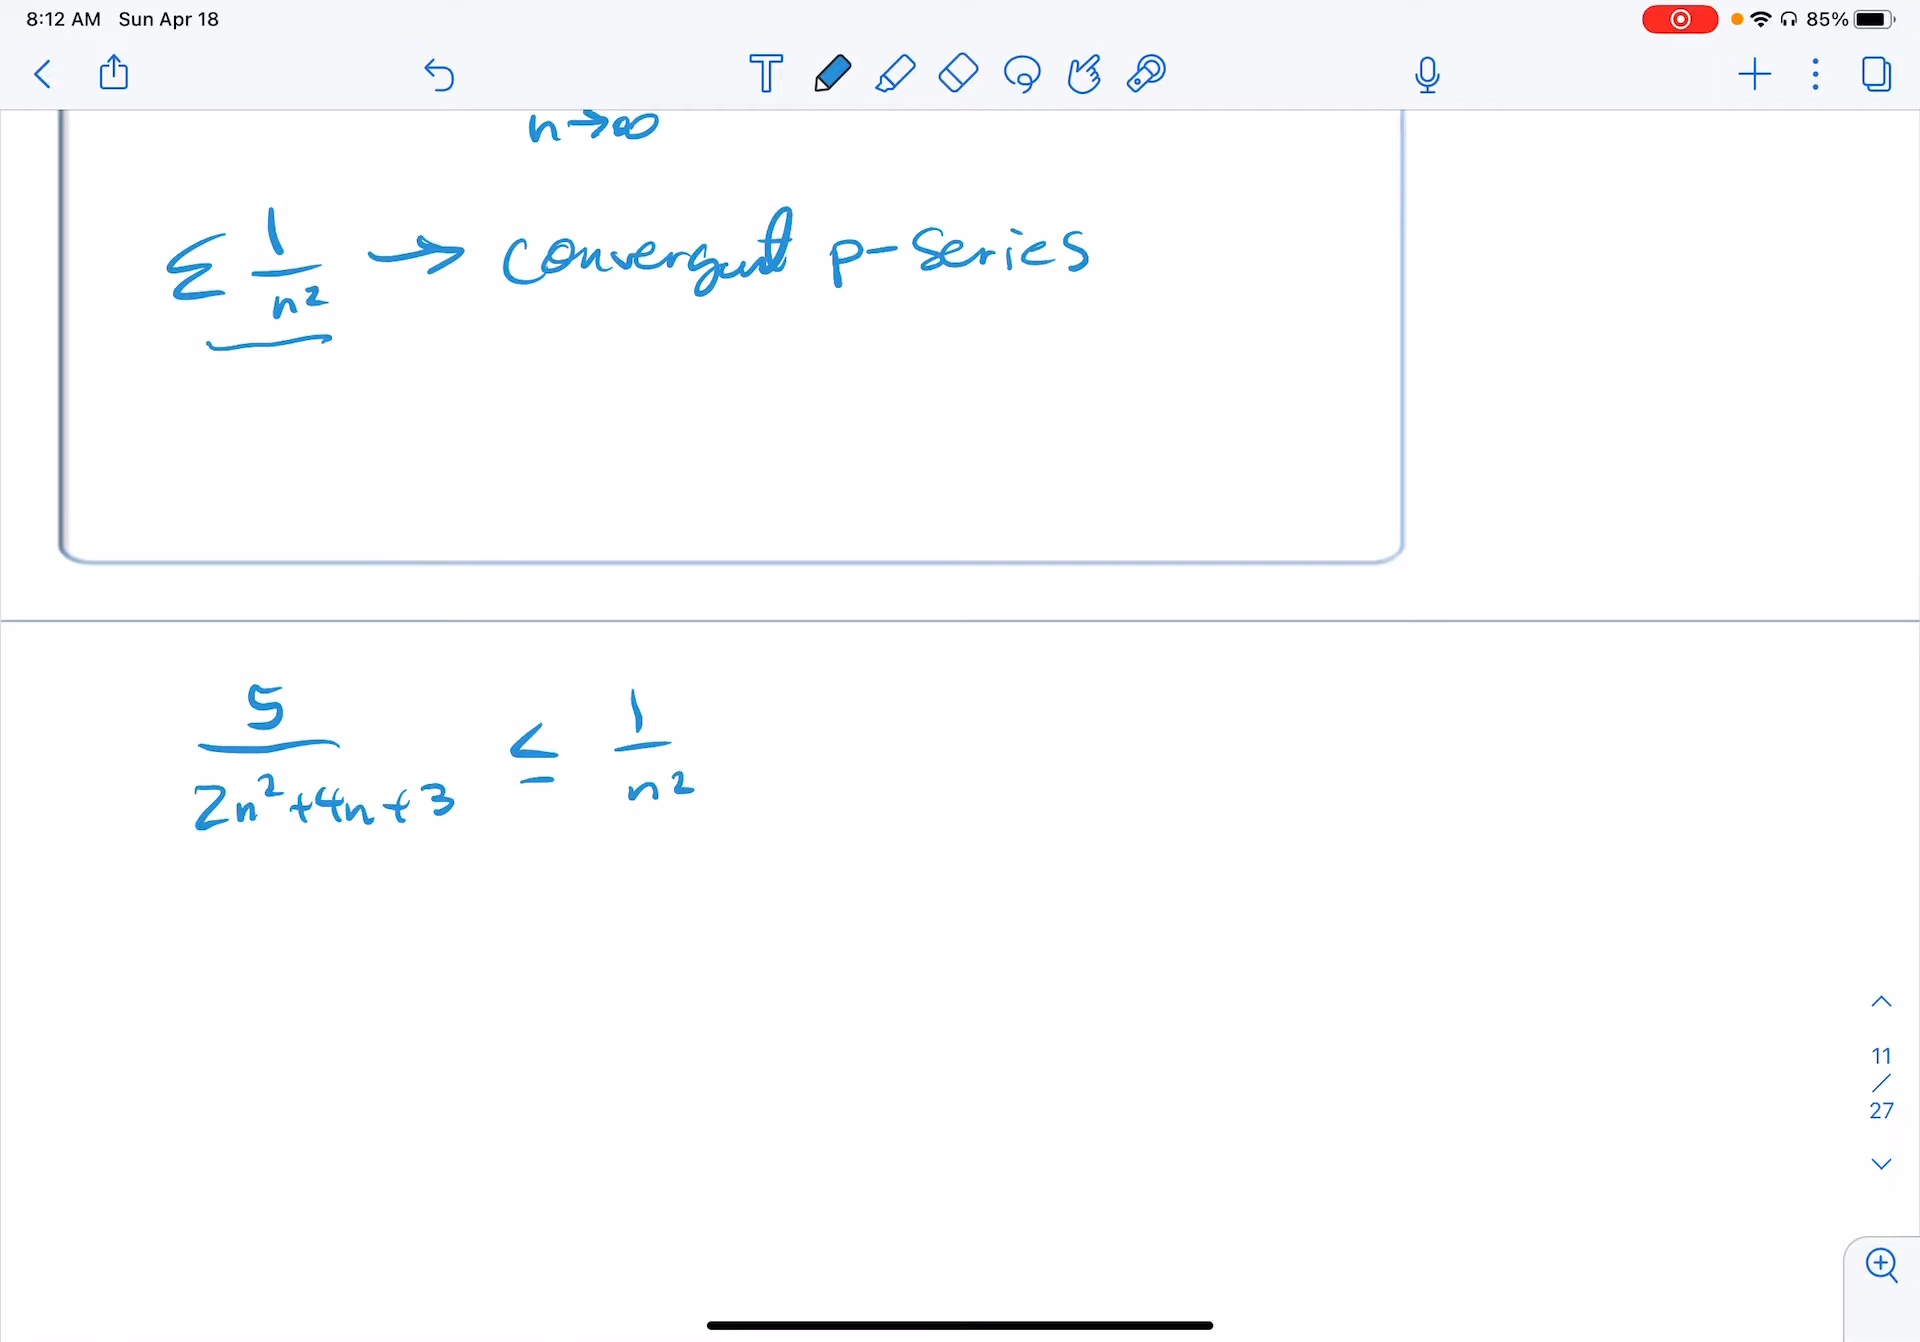 8:12 AM Sun Apr 18 85%
n→∞
Σ 1/n² → convergent p-series
5/(2n²+4n+3) ≤ 1/n²
11
/
27